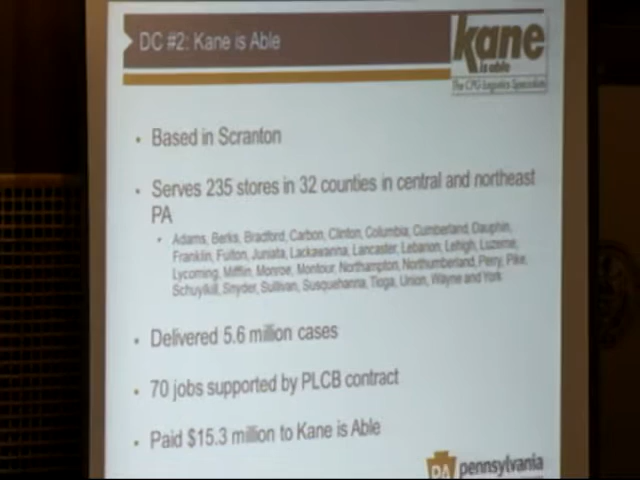 DC #2: Kane is Able
kane
is able
The CPG Logistics Specialists
• Based in Scranton
• Serves 235 stores in 32 counties in central and northeast
PA
• Adams, Berks, Bradford, Carbon, Clinton, Columbia, Cumberland, Dauphin,
Franklin, Fulton, Juniata, Lackawanna, Lancaster, Lebanon, Lehigh, Luzerne,
Lycoming, Mifflin, Monroe, Montour, Northampton, Northumberland, Perry, Pike,
Schuylkill, Snyder, Sullivan, Susquehanna, Tioga, Union, Wayne and York
• Delivered 5.6 million cases
• 70 jobs supported by PLCB contract
• Paid $15.3 million to Kane is Able
PA pennsylvania